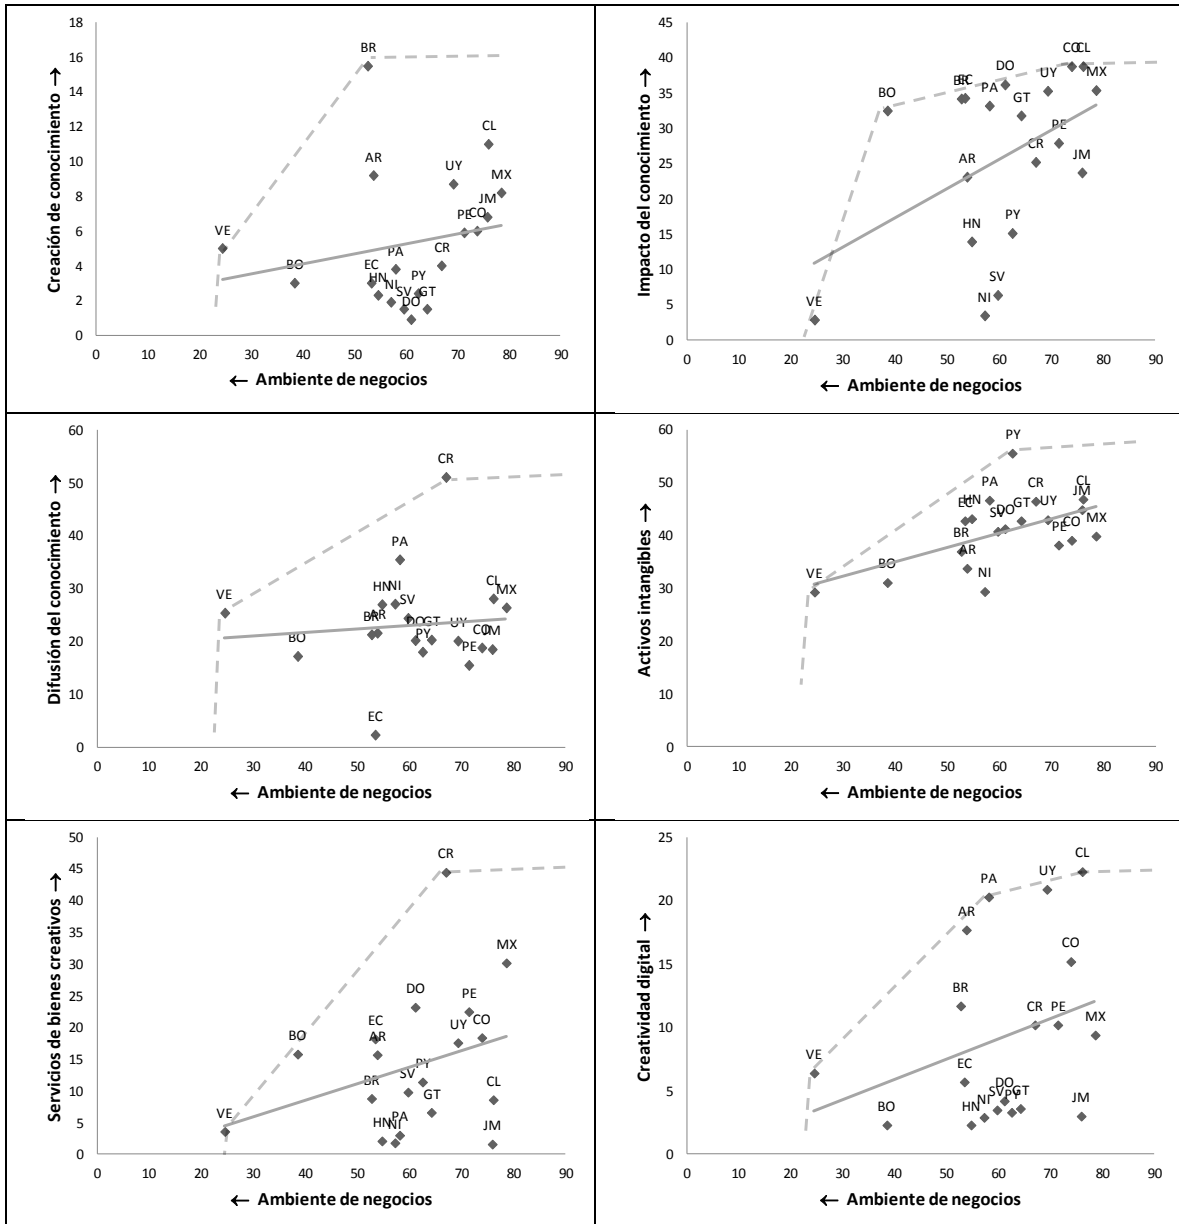 18
16
14
12
10
8
6
4
2
0
Creación de conocimiento →
BR
CL
AR
UY
MX
JM
PE
CO
VE
CR
PA
BO
EC
HN
NI
PY
SV
GT
DO
0 10 20 30 40 50 60 70 80 90
← Ambiente de negocios
45
40
35
30
25
20
15
10
5
0
Impacto del conocimiento →
CO
CL
DO
BR
EC
UY
MX
PA
BO
GT
PE
CR
AR
JM
HN
PY
SV
NI
VE
0 10 20 30 40 50 60 70 80 90
← Ambiente de negocios
60
50
40
30
20
10
0
Difusión del conocimiento →
CR
PA
VE
HN
NI
CL
MX
SV
BR
AR
DO
GT
UY
CO
JM
PY
BO
PE
EC
0 10 20 30 40 50 60 70 80 90
← Ambiente de negocios
60
50
40
30
20
10
0
Activos intangibles →
PY
PA
CR
CL
JM
EC
HN
GT
UY
SV
DO
MX
CO
PE
BR
AR
BO
VE
NI
0 10 20 30 40 50 60 70 80 90
← Ambiente de negocios
50
45
40
35
30
25
20
15
10
5
0
Servicios de bienes creativos →
CR
MX
DO
PE
EC
AR
UY
CO
BO
PY
SV
BR
CL
GT
VE
HN
NI
PA
JM
0 10 20 30 40 50 60 70 80 90
← Ambiente de negocios
25
20
15
10
5
0
Creatividad digital →
CL
UY
PA
AR
CO
BR
CR
PE
MX
VE
EC
DO
SV
GT
PY
NI
HN
BO
JM
0 10 20 30 40 50 60 70 80 90
← Ambiente de negocios